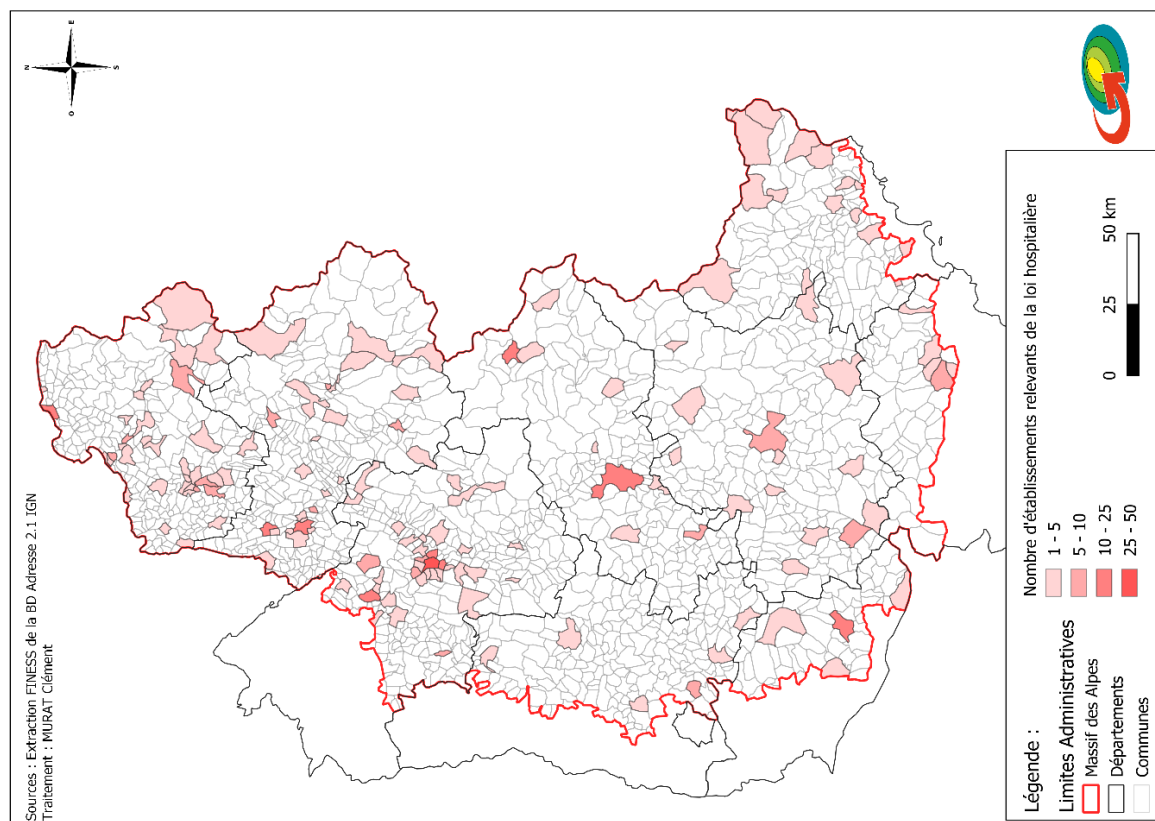 Sources : Extraction FINESS de la BD Adresse 2.1 IGN
Traitement : MURAT Clément
N
O
E
S
Légende :
Limites Administratives
Massif des Alpes
Départements
Communes
Nombre d'établissements relevants de la loi hospitalière
1 - 5
5 - 10
10 - 25
25 - 50
0
25
50 km